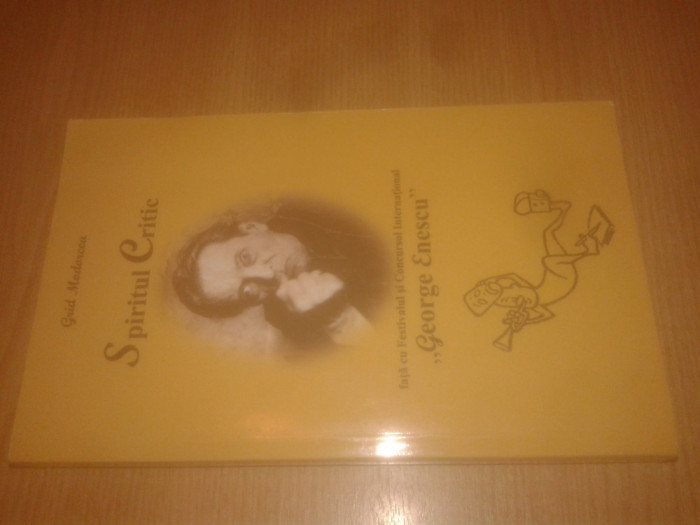 Grid Modorcea
Spiritul Critic
față cu Festivalul și Concursul Internațional
„George Enescu”